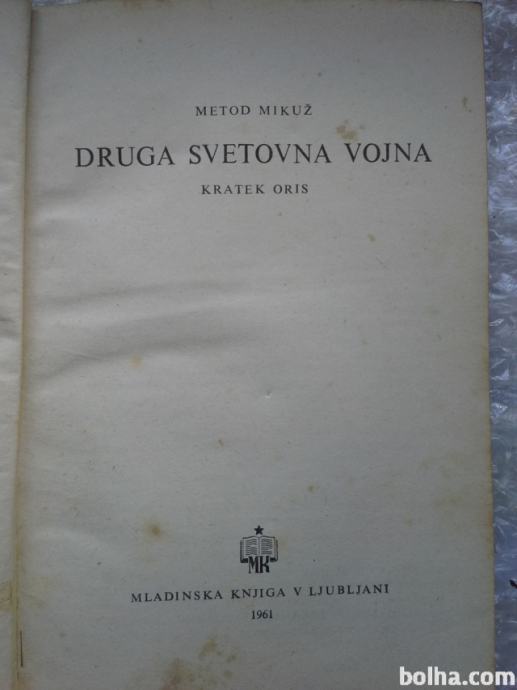 METOD MIKUŽ
DRUGA SVETOVNA VOJNA
KRATEK ORIS
MK
MLADINSKA KNJIGA V LJUBLJANI
1961
bolha.com